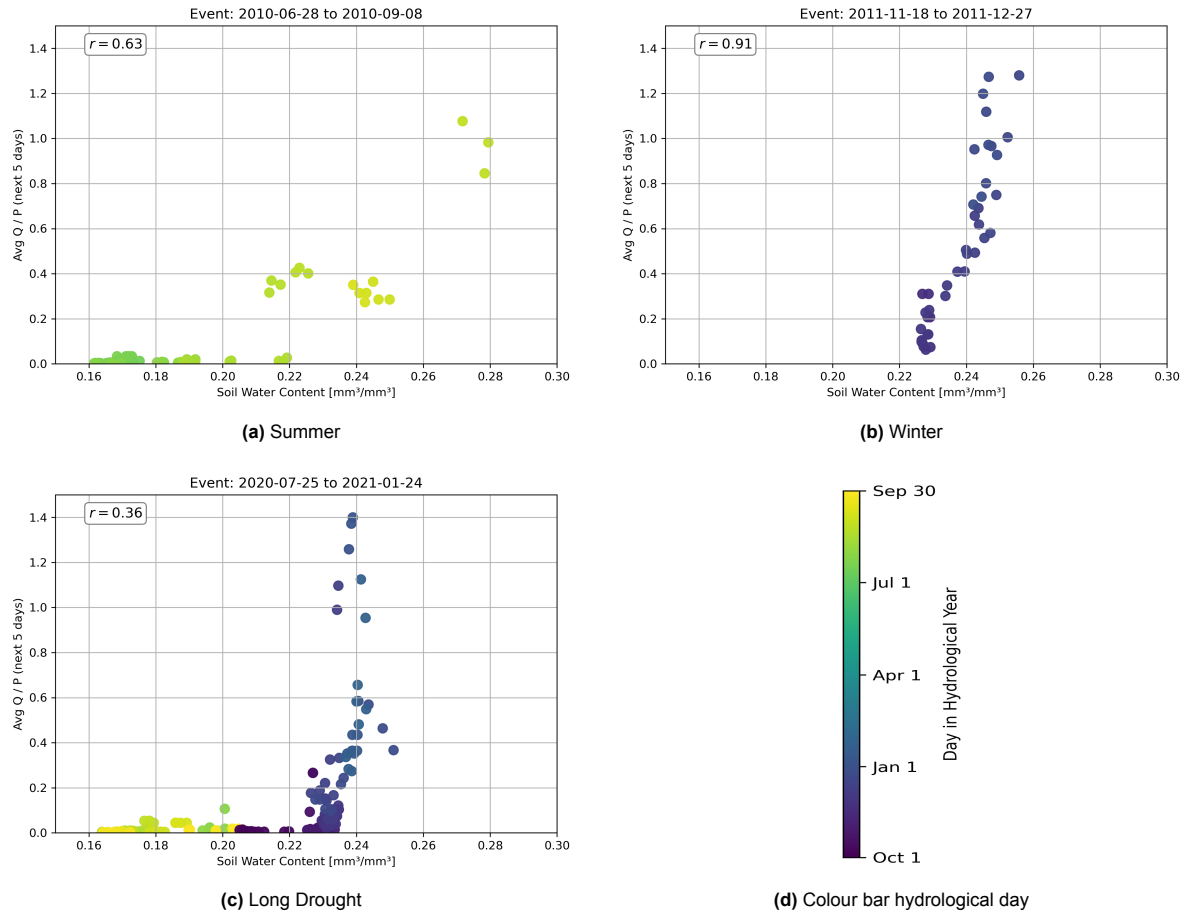 Event: 2010-06-28 to 2010-09-08
r = 0.63
Avg Q / P (next 5 days)
1.4
1.2
1.0
0.8
0.6
0.4
0.2
0.0
0.16 0.18 0.20 0.22 0.24 0.26 0.28 0.30
Soil Water Content [mm³/mm³]
(a) Summer
Event: 2011-11-18 to 2011-12-27
r = 0.91
Avg Q / P (next 5 days)
1.4
1.2
1.0
0.8
0.6
0.4
0.2
0.0
0.16 0.18 0.20 0.22 0.24 0.26 0.28 0.30
Soil Water Content [mm³/mm³]
(b) Winter
Event: 2020-07-25 to 2021-01-24
r = 0.36
Avg Q / P (next 5 days)
1.4
1.2
1.0
0.8
0.6
0.4
0.2
0.0
0.16 0.18 0.20 0.22 0.24 0.26 0.28 0.30
Soil Water Content [mm³/mm³]
(c) Long Drought
Sep 30
Jul 1
Apr 1
Jan 1
Oct 1
Day in Hydrological Year
(d) Colour bar hydrological day